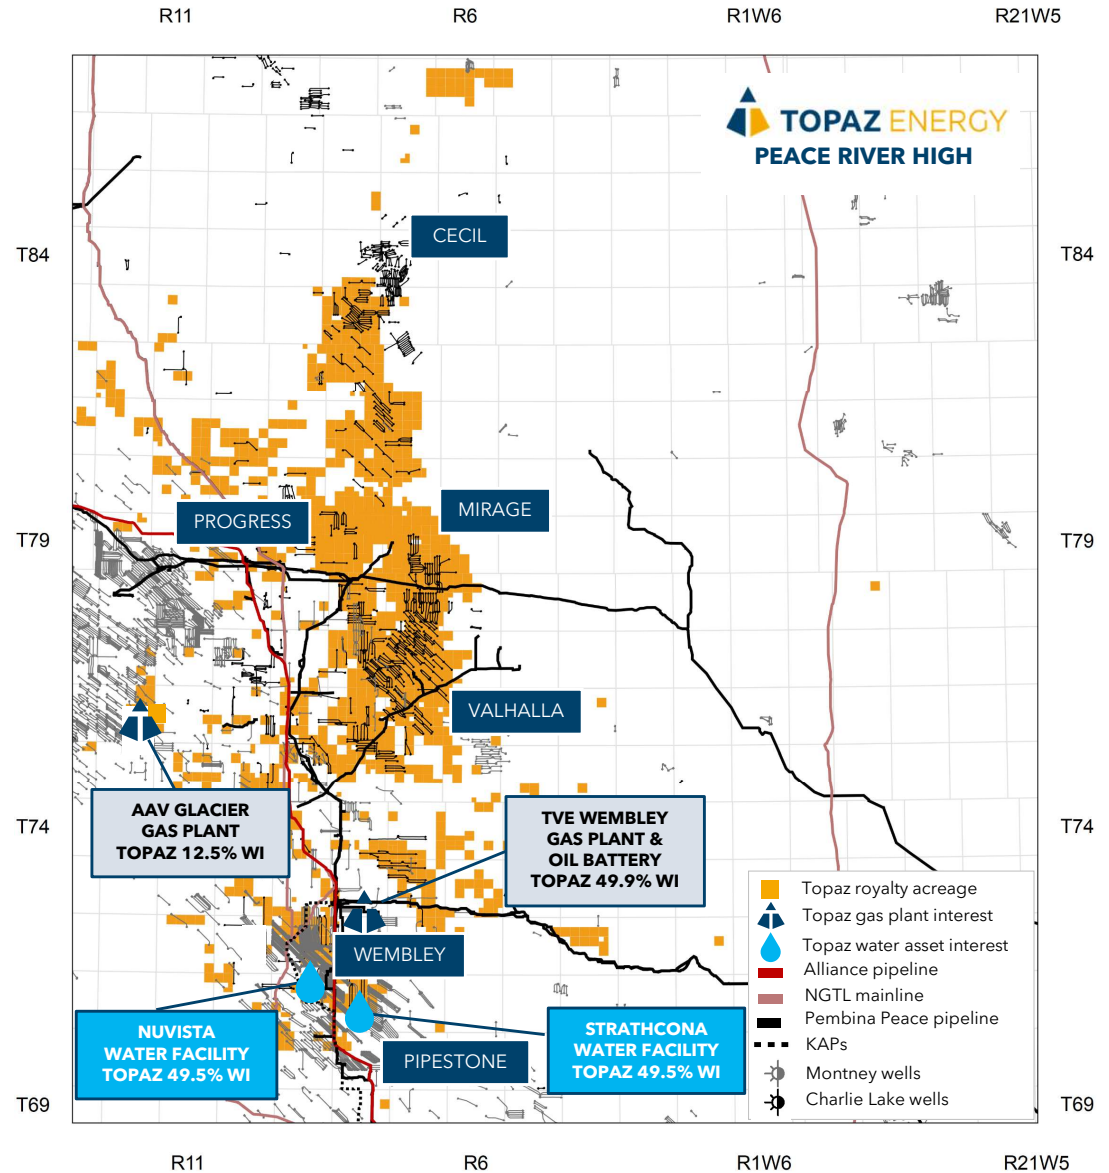 R11 R6 R1W6 R21W5
TOPAZ ENERGY
PEACE RIVER HIGH
CECIL
T84 T84
MIRAGE
PROGRESS
T79 T79
VALHALLA
AAV GLACIER
GAS PLANT
TOPAZ 12.5% WI
TVE WEMBLEY
GAS PLANT &
OIL BATTERY
TOPAZ 49.9% WI
T74 T74
WEMBLEY
NUVISTA
WATER FACILITY
TOPAZ 49.5% WI
STRATHCONA
WATER FACILITY
TOPAZ 49.5% WI
PIPESTONE
Topaz royalty acreage
Topaz gas plant interest
Topaz water asset interest
Alliance pipeline
NGTL mainline
Pembina Peace pipeline
KAPs
Montney wells
Charlie Lake wells
T69 T69
R11 R6 R1W6 R21W5